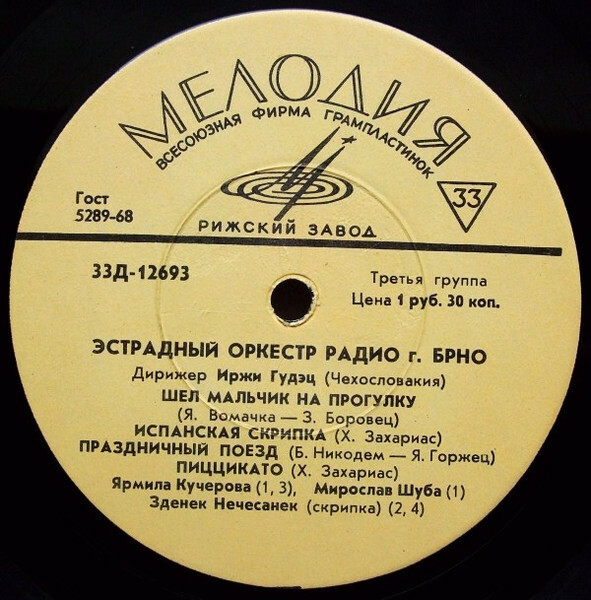 МЕЛОДИЯ
ВСЕСОЮЗНАЯ ФИРМА ГРАМПЛАСТИНОК
33
Гост
5289-68
РИЖСКИЙ ЗАВОД
33Д-12693
Третья группа
Цена 1 руб. 30 коп.
ЭСТРАДНЫЙ ОРКЕСТР РАДИО г. БРНО
Дирижер Иржи Гудэц (Чехословакия)
ШЕЛ МАЛЬЧИК НА ПРОГУЛКУ
(Я. Вомачка — З. Боровец)
ИСПАНСКАЯ СКРИПКА (Х. Захариас)
ПРАЗДНИЧНЫЙ ПОЕЗД (Б. Никодем — Я. Горжец)
ПИЦЦИКАТО (Х. Захариас)
Ярмила Кучерова (1, 3), Мирослав Шуба (1)
Зденек Нечесанек (скрипка) (2, 4)